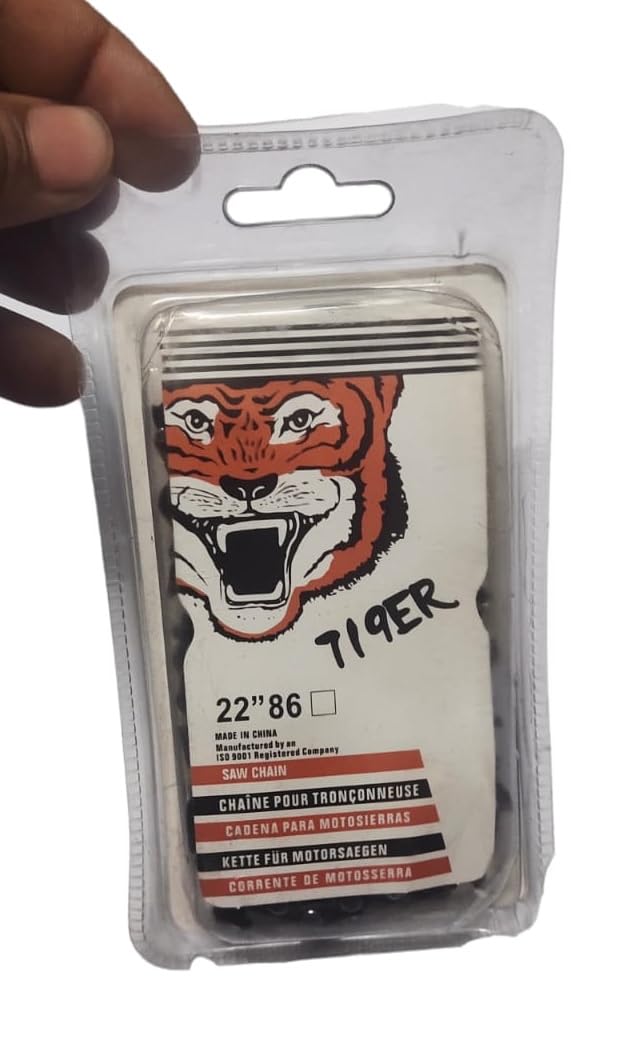 TI9ER
22" 86
MADE IN CHINA
Manufactured by an
ISO 9001 Registered Company
SAW CHAIN
CHAÎNE POUR TRONÇONNEUSE
CADENA PARA MOTOSIERRAS
KETTE FÜR MOTORSAEGEN
CORRENTE DE MOTOSSERRA